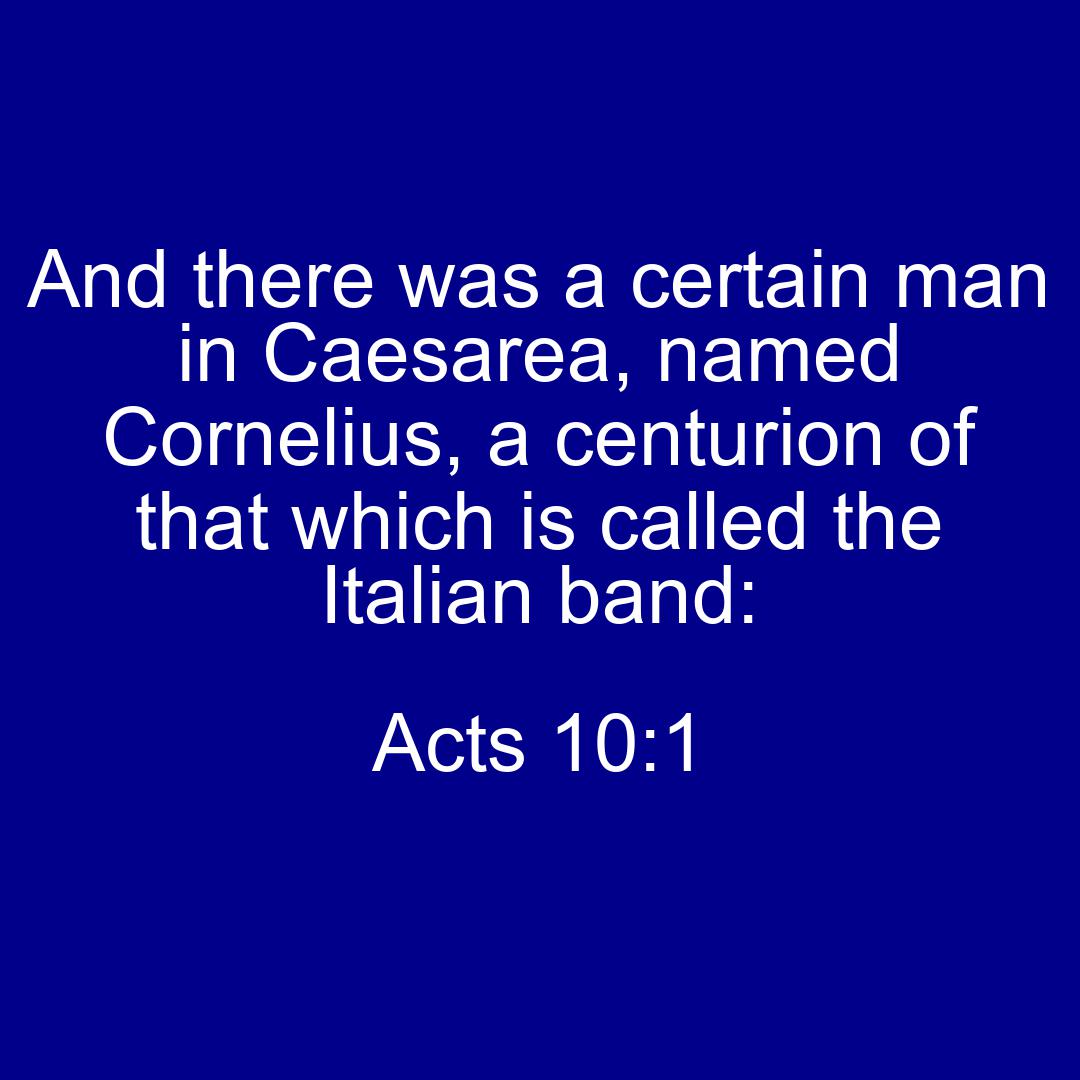 And there was a certain man
in Caesarea, named
Cornelius, a centurion of
that which is called the
Italian band:
Acts 10:1